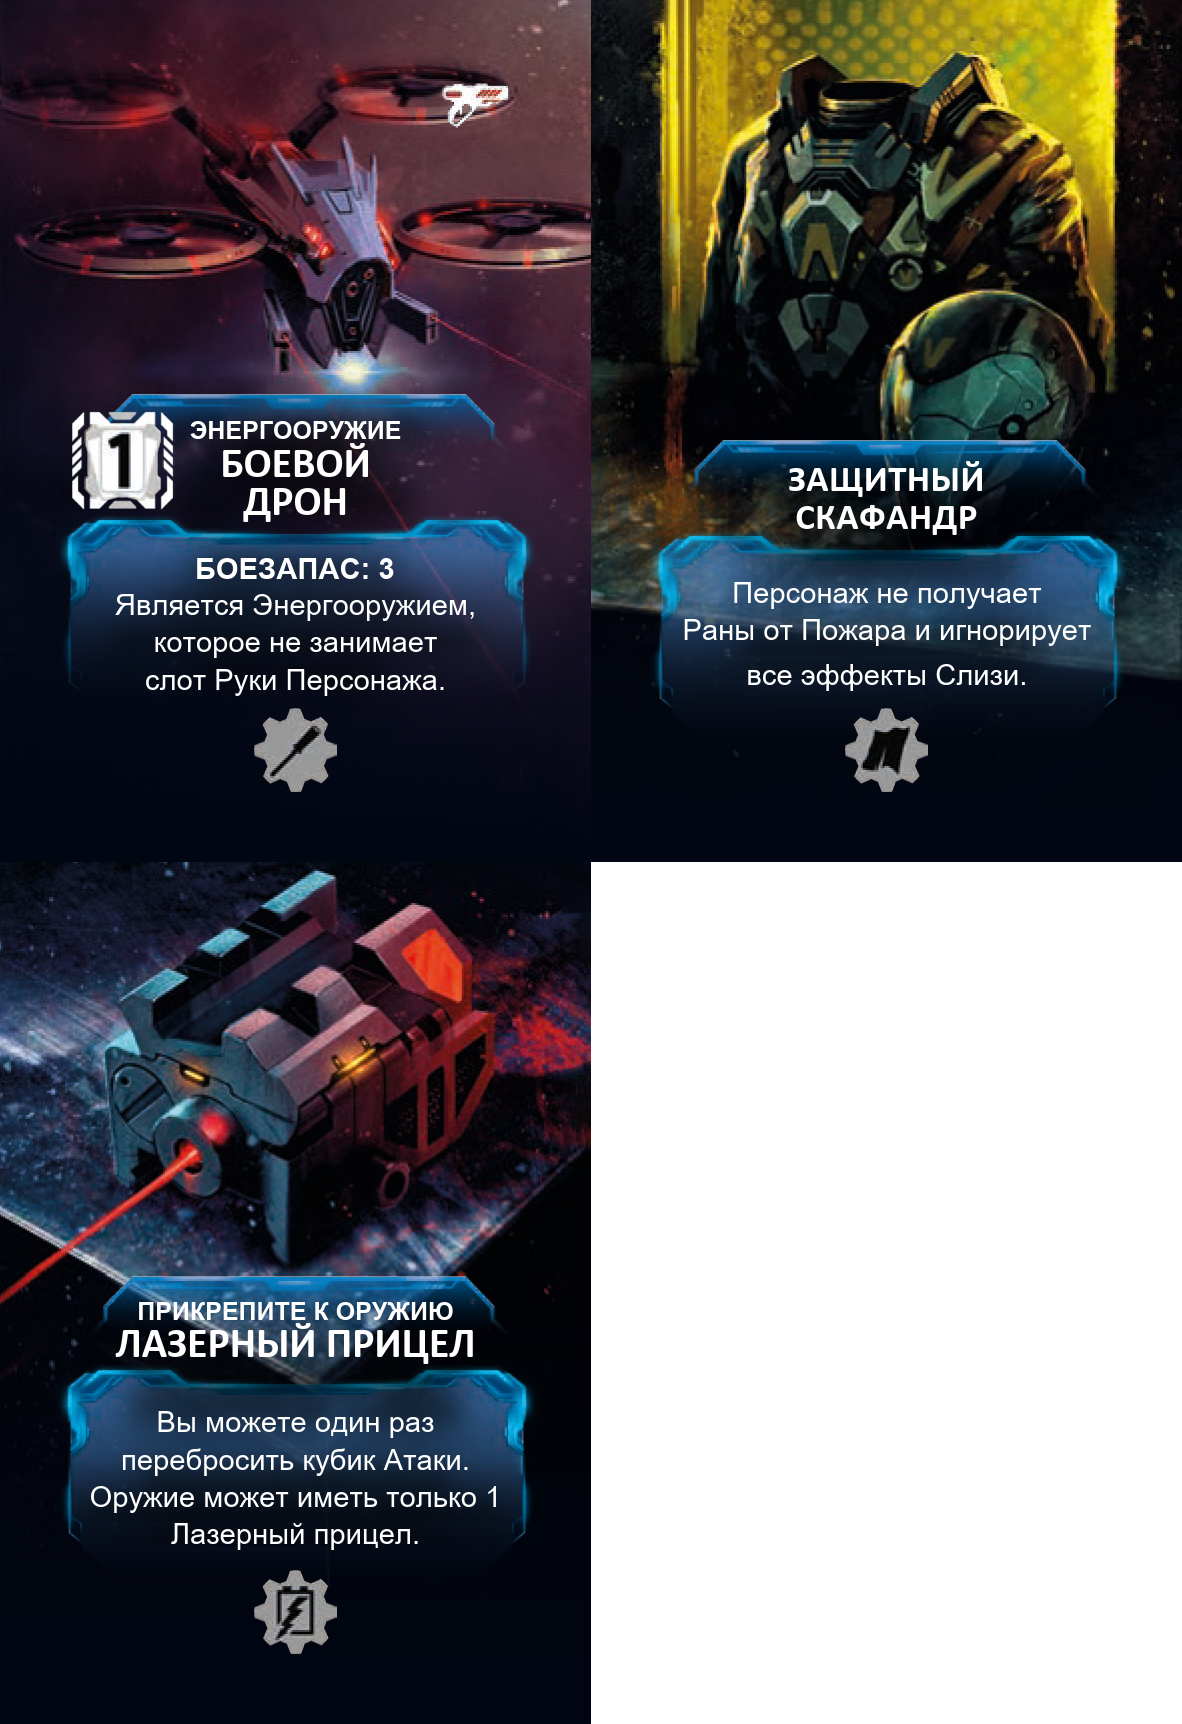 1
ЭНЕРГООРУЖИЕ
БОЕВОЙ
ДРОН
БОЕЗАПАС: 3
Является Энергооружием,
которое не занимает
слот Руки Персонажа.
ЗАЩИТНЫЙ
СКАФАНДР
Персонаж не получает
Раны от Пожара и игнорирует
все эффекты Слизи.
ПРИКРЕПИТЕ К ОРУЖИЮ
ЛАЗЕРНЫЙ ПРИЦЕЛ
Вы можете один раз
перебросить кубик Атаки.
Оружие может иметь только 1
Лазерный прицел.